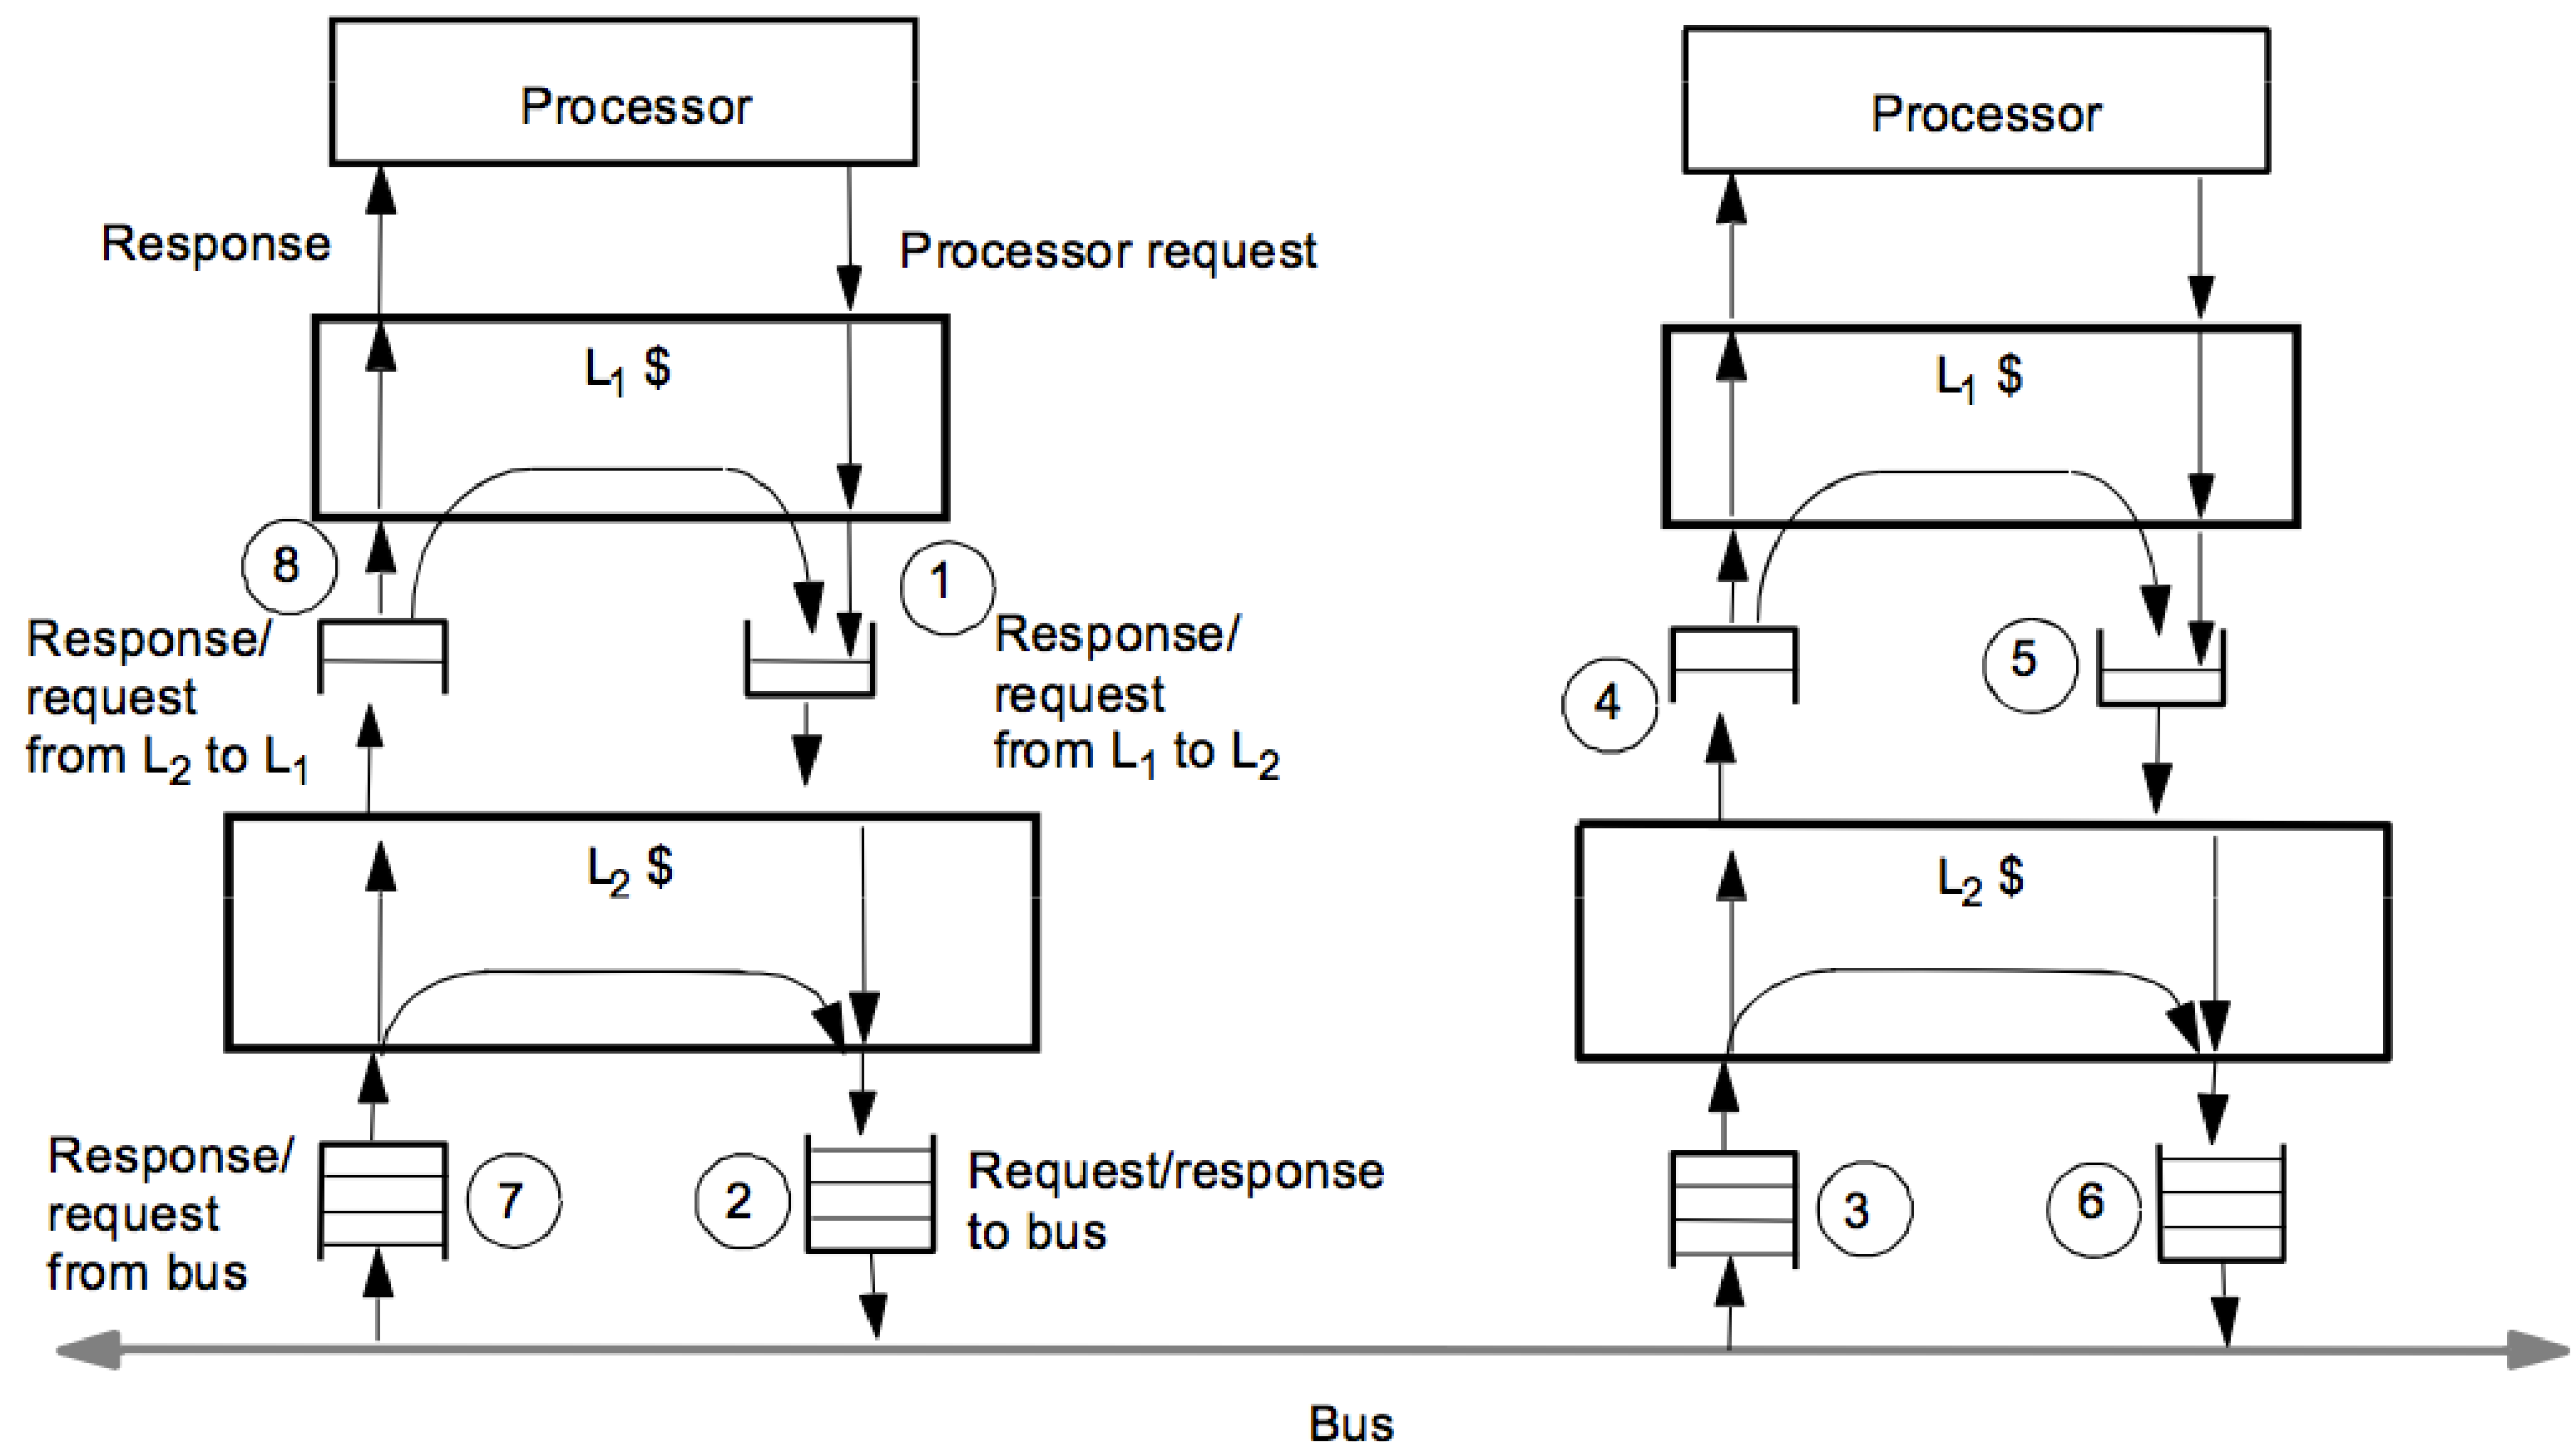 Processor
Processor
Response
Processor request
L1 $
L1 $
8
1
Response/
request
from L2 to L1
Response/
request
from L1 to L2
4
5
L2 $
L2 $
Response/
request
from bus
7
2
Request/response
to bus
3
6
Bus